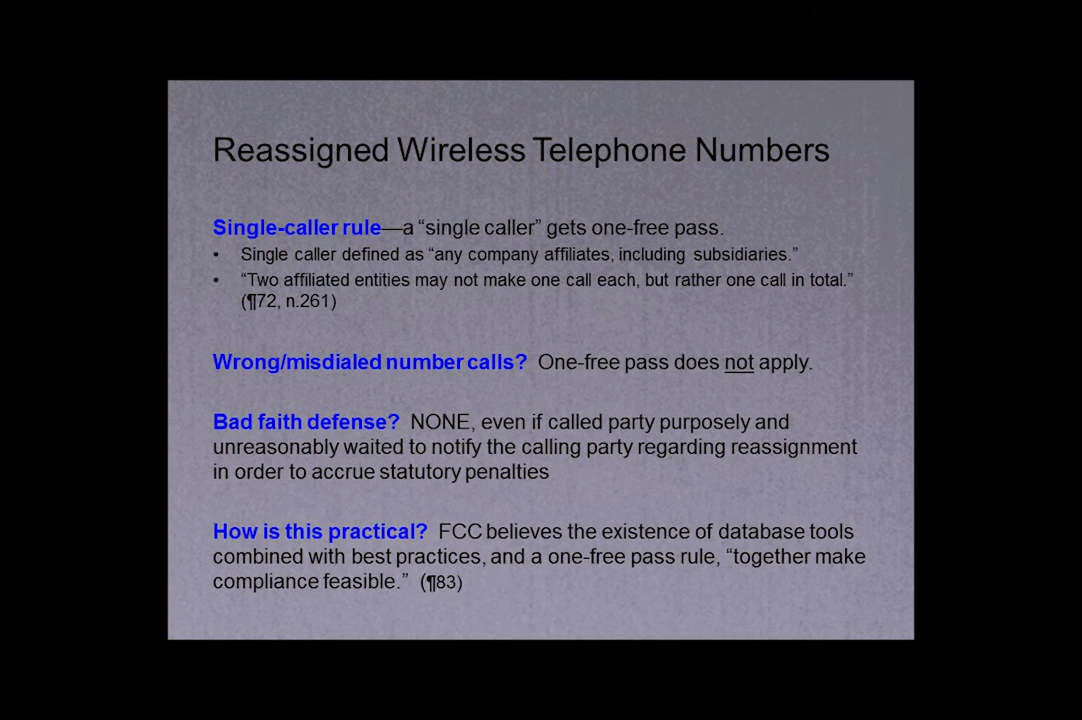 Reassigned Wireless Telephone Numbers
Single-caller rule—a “single caller” gets one-free pass.
• Single caller defined as “any company affiliates, including subsidiaries.”
• “Two affiliated entities may not make one call each, but rather one call in total.”
(¶72, n.261)
Wrong/misdialed number calls? One-free pass does not apply.
Bad faith defense? NONE, even if called party purposely and
unreasonably waited to notify the calling party regarding reassignment
in order to accrue statutory penalties
How is this practical? FCC believes the existence of database tools
combined with best practices, and a one-free pass rule, “together make
compliance feasible.” (¶83)